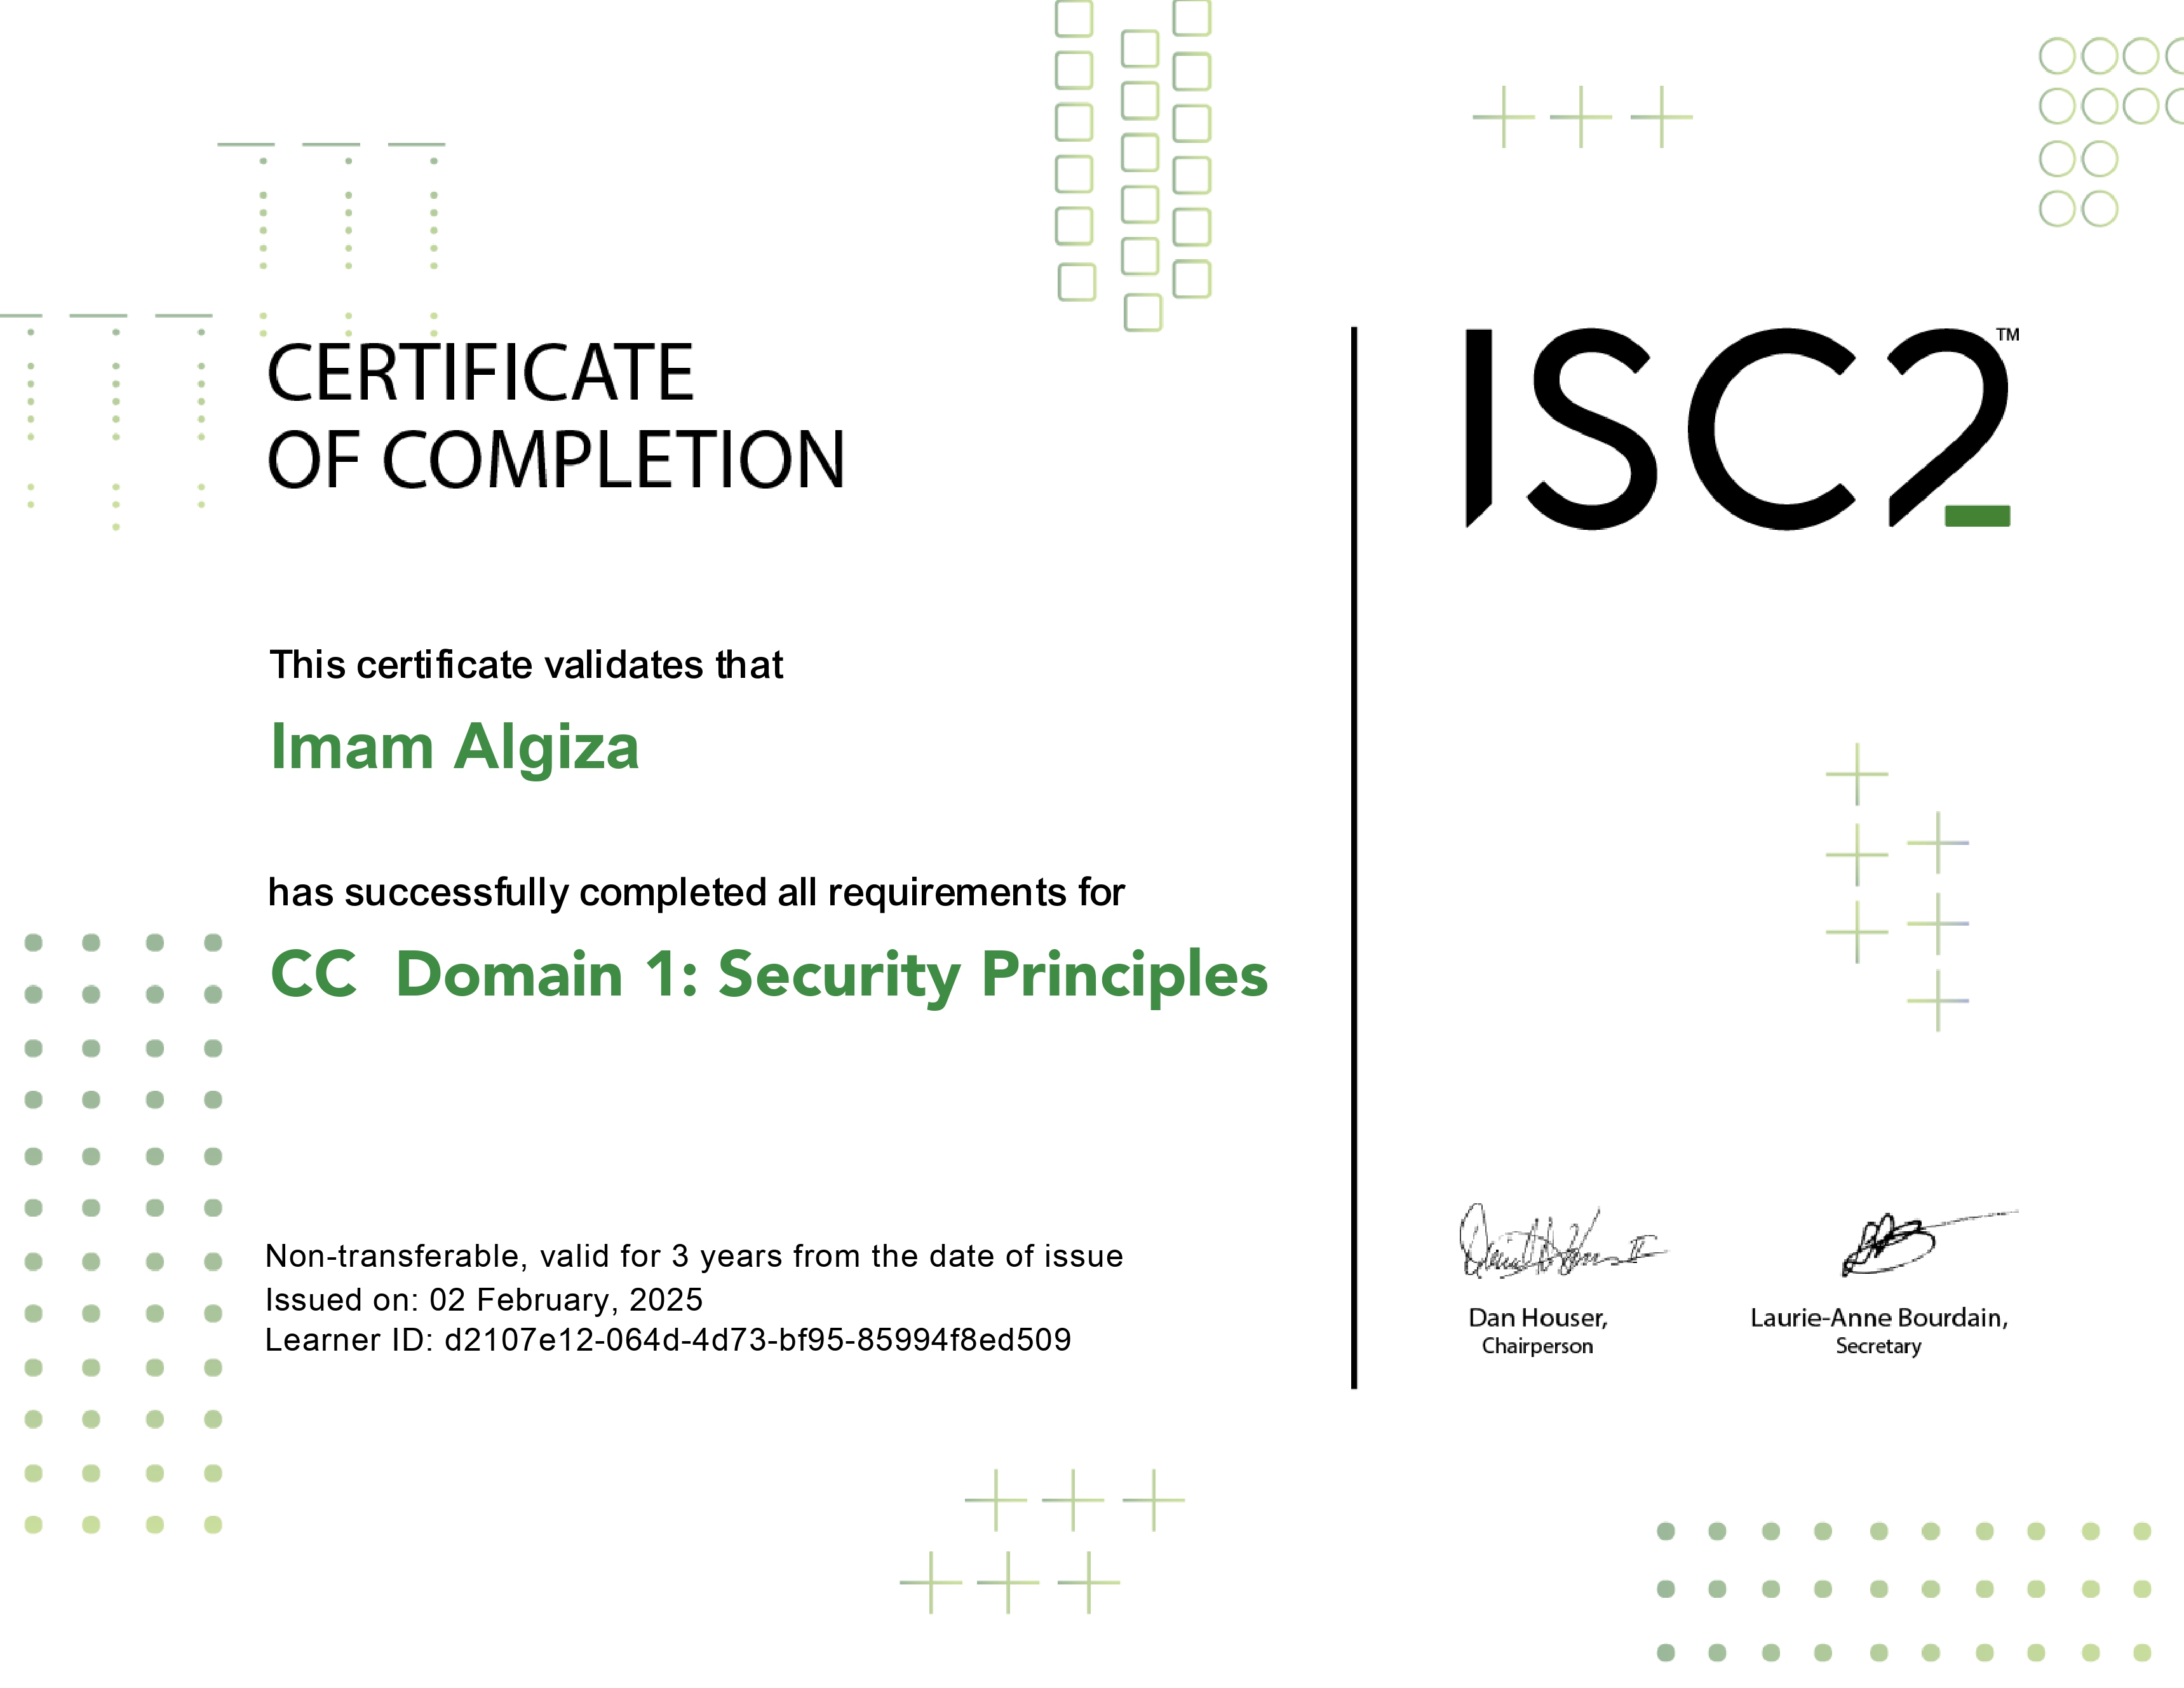 CERTIFICATE
OF COMPLETION
ISC2™
This certificate validates that
Imam Algiza
has successfully completed all requirements for
CC Domain 1: Security Principles
Non-transferable, valid for 3 years from the date of issue
Issued on: 02 February, 2025
Learner ID: d2107e12-064d-4d73-bf95-85994f8ed509
Dan Houser,
Chairperson
Laurie-Anne Bourdain,
Secretary